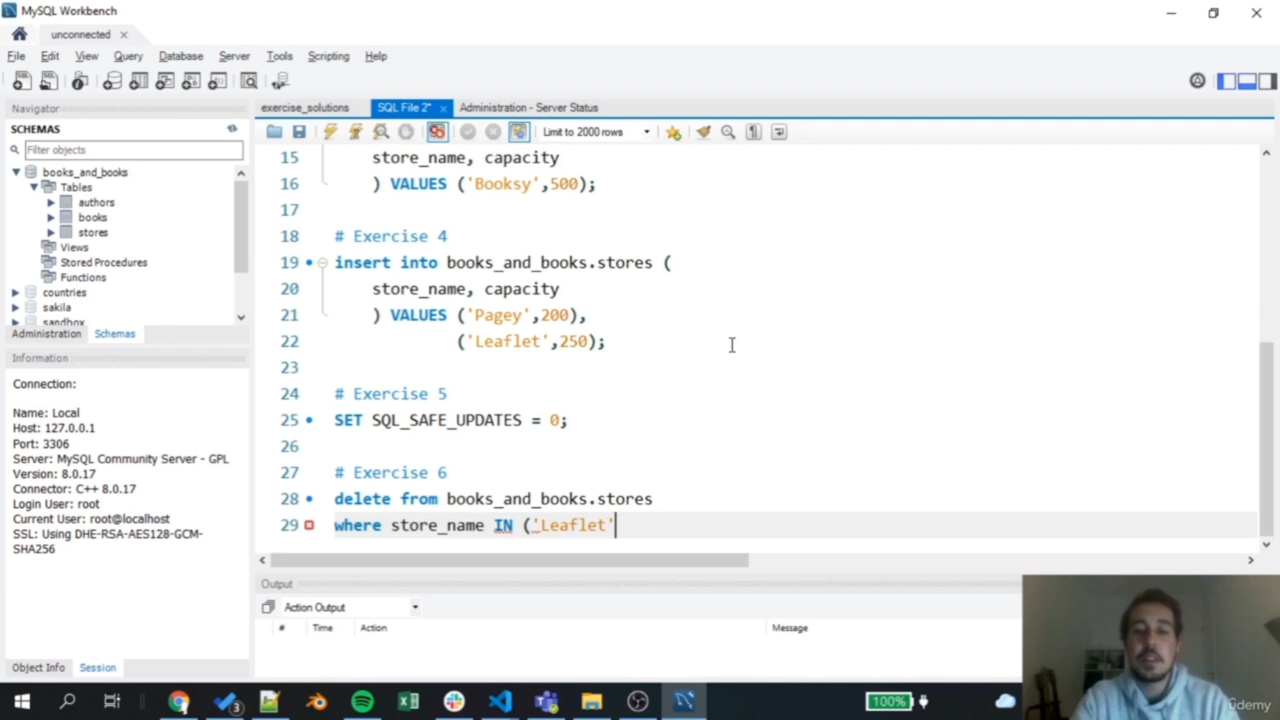 MySQL Workbench
unconnected
File Edit View Query Database Server Tools Scripting Help
Navigator
SCHEMAS
Filter objects
books_and_books
Tables
authors
books
stores
Views
Stored Procedures
Functions
countries
sakila
sandbox
Administration Schemas
Information
Connection:
Name: Local
Host: 127.0.0.1
Port: 3306
Server: MySQL Community Server - GPL
Version: 8.0.17
Connector: C++ 8.0.17
Login User: root
Current User: root@localhost
SSL: Using DHE-RSA-AES128-GCM-
SHA256
Object Info Session
exercise_solutions SQL File 2* Administration - Server Status
Limit to 2000 rows
15 store_name, capacity
16 ) VALUES ('Booksy',500);
17
18 # Exercise 4
19 insert into books_and_books.stores (
20 store_name, capacity
21 ) VALUES ('Pagey',200),
22 ('Leaflet',250);
23
24 # Exercise 5
25 SET SQL_SAFE_UPDATES = 0;
26
27 # Exercise 6
28 delete from books_and_books.stores
29 where store_name IN ('Leaflet'
Output
Action Output
# Time Action Message
3
100%
ûdemy